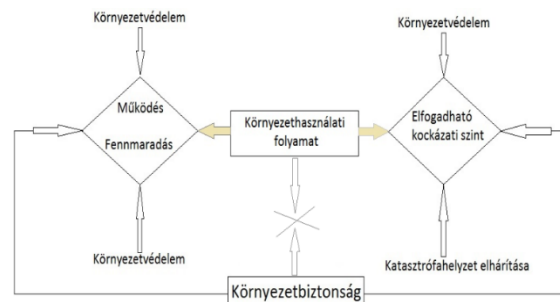 Környezetvédelem
Környezetvédelem
Működés
Fennmaradás
Környezethasználati
folyamat
Elfogadható
kockázati szint
Környezetvédelem
Katasztrófahelyzet elhárítása
Környezetbiztonság